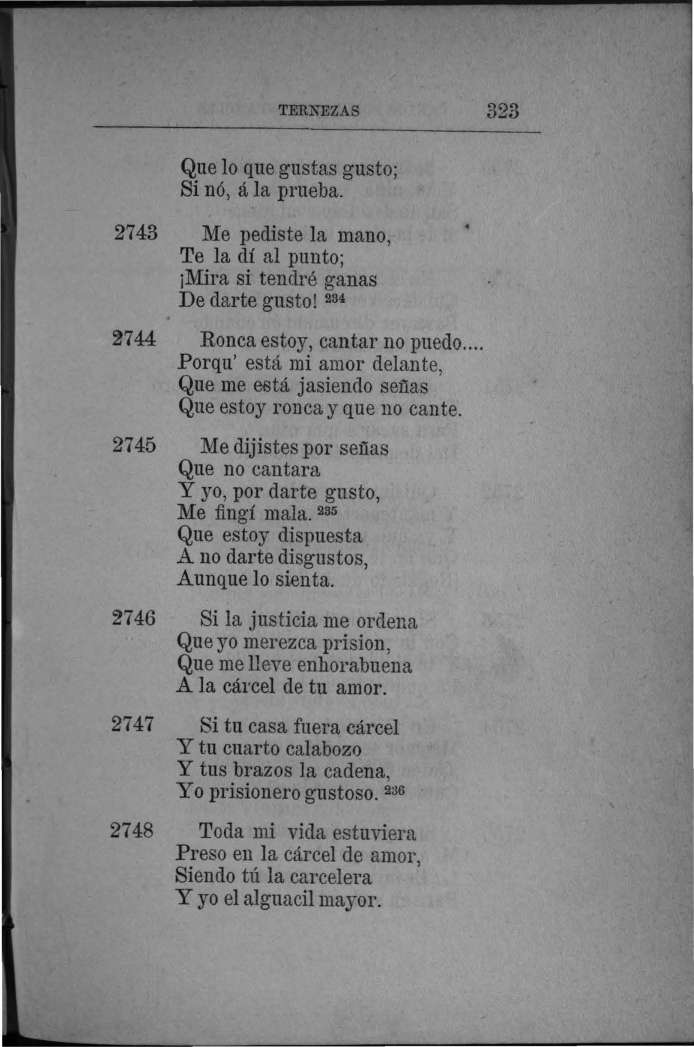 TERNEZAS 323
Que lo que gustas gusto;
Si nó, á la prueba.
2743 Me pediste la mano,
Te la dí al punto;
¡Mira si tendré ganas
De darte gusto! 234
2744 Ronca estoy, cantar no puedo....
Porqu' está mi amor delante,
Que me está jasiendo señas
Que estoy ronca y que no cante.
2745 Me dijistes por señas
Que no cantara
Y yo, por darte gusto,
Me fingí mala. 235
Que estoy dispuesta
A no darte disgustos,
Aunque lo sienta.
2746 Si la justicia me ordena
Que yo merezca prision,
Que me lleve enhorabuena
A la cárcel de tu amor.
2747 Si tu casa fuera cárcel
Y tu cuarto calabozo
Y tus brazos la cadena,
Yo prisionero gustoso. 236
2748 Toda mi vida estuviera
Preso en la cárcel de amor,
Siendo tú la carcelera
Y yo el alguacil mayor.